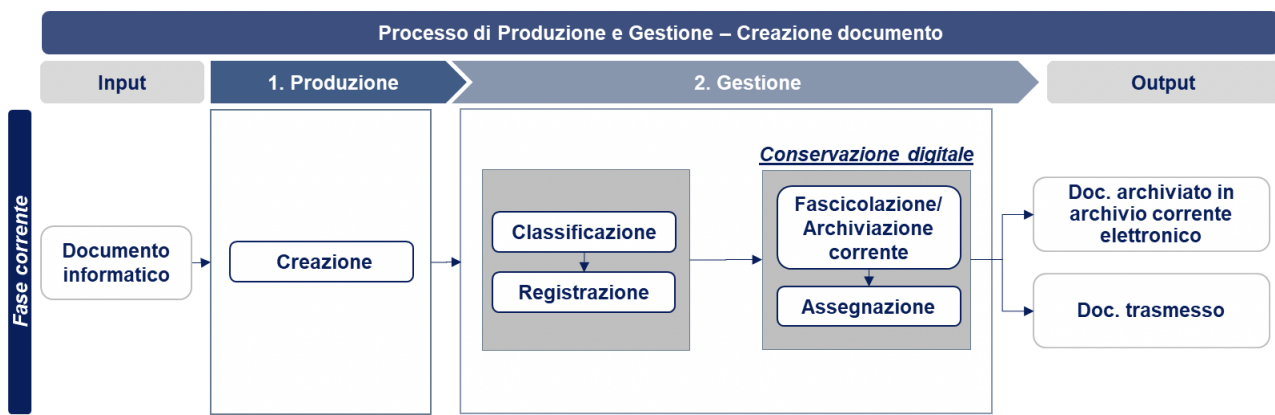 Processo di Produzione e Gestione – Creazione documento
Input
1. Produzione
2. Gestione
Output
Fase corrente
Documento
informatico
Creazione
Classificazione
Registrazione
Conservazione digitale
Fascicolazione/
Archiviazione
corrente
Assegnazione
Doc. archiviato in
archivio corrente
elettronico
Doc. trasmesso